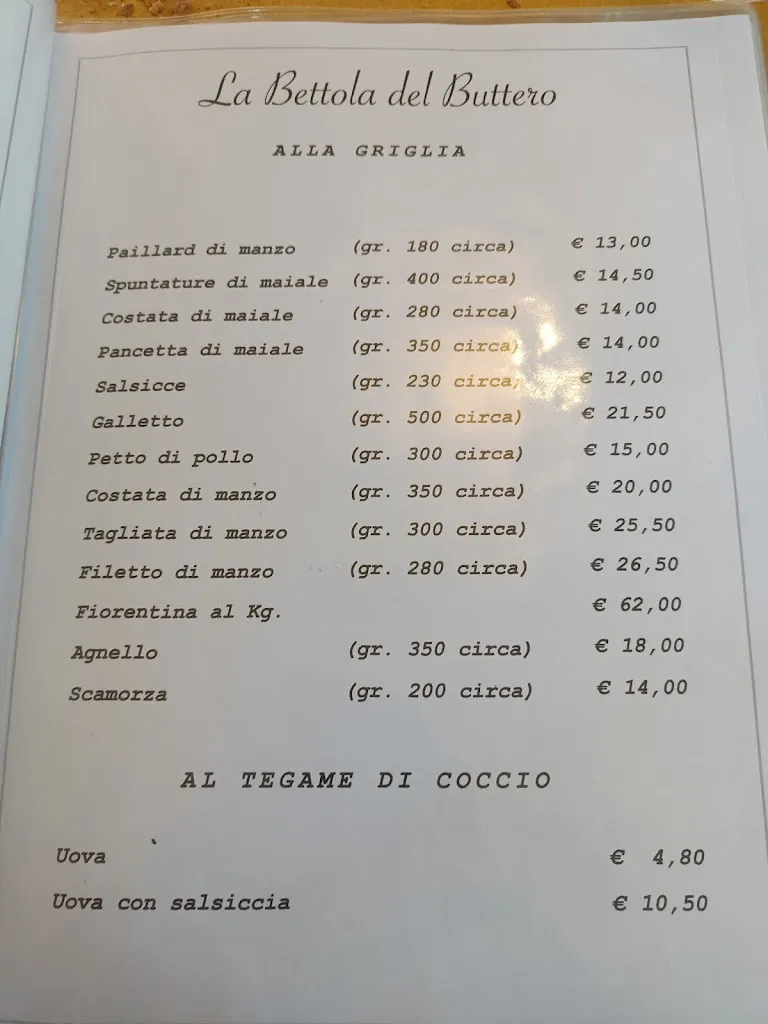 La Bettola del Buttero
ALLA GRIGLIA
Paillard di manzo (gr. 180 circa) € 13,00
Spuntature di maiale (gr. 400 circa) € 14,50
Costata di maiale (gr. 280 circa) € 14,00
Pancetta di maiale (gr. 350 circa) € 14,00
Salsicce (gr. 230 circa) € 12,00
Galletto (gr. 500 circa) € 21,50
Petto di pollo (gr. 300 circa) € 15,00
Costata di manzo (gr. 350 circa) € 20,00
Tagliata di manzo (gr. 300 circa) € 25,50
Filetto di manzo (gr. 280 circa) € 26,50
Fiorentina al Kg. € 62,00
Agnello (gr. 350 circa) € 18,00
Scamorza (gr. 200 circa) € 14,00
AL TEGAME DI COCCIO
Uova € 4,80
Uova con salsiccia € 10,50